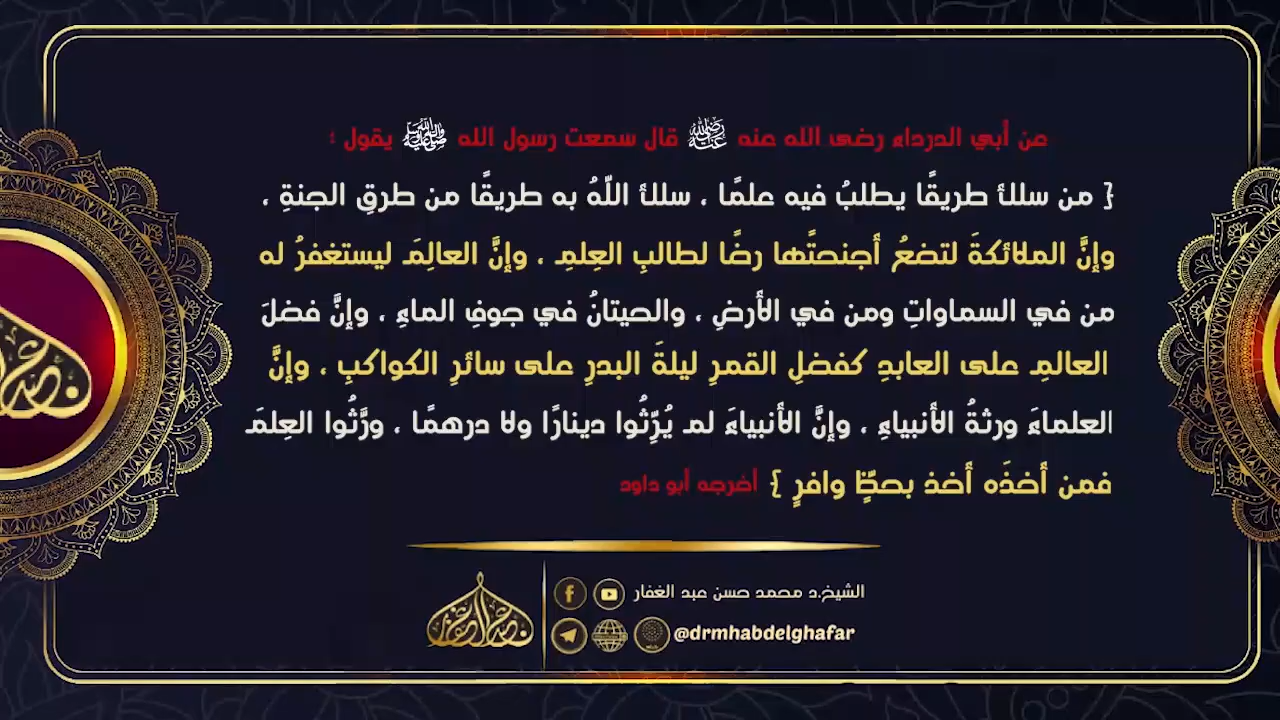 عن أبي الدرداء رضى الله عنه ﵁ قال سمعت رسول الله ﷺ يقول :
{ من سلك طريقًا يطلبُ فيه علمًا ، سلك اللّهُ به طريقًا من طرقِ الجنةِ ،
وإنَّ الملائكةَ لتضعُ أجنحتَها رضًا لطالبِ العِلمِ ، وإنَّ العالِمَ ليستغفرُ له
من في السماواتِ ومن في الأرضِ ، والحيتانُ في جوفِ الماءِ ، وإنَّ فضلَ
العالمِ على العابدِ كفضلِ القمرِ ليلةَ البدرِ على سائرِ الكواكبِ ، وإنَّ
العلماءَ ورثةُ الأنبياءِ ، وإنَّ الأنبياءَ لم يُرِّثُوا دينارًا ولا درهمًا ، ورَّثُوا العِلمَ
فمن أخذَه أخذ بحظٍّ وافرٍ } أخرجه أبو داود
الشيخ.د محمد حسن عبد الغفار
@drmhabdelghafar